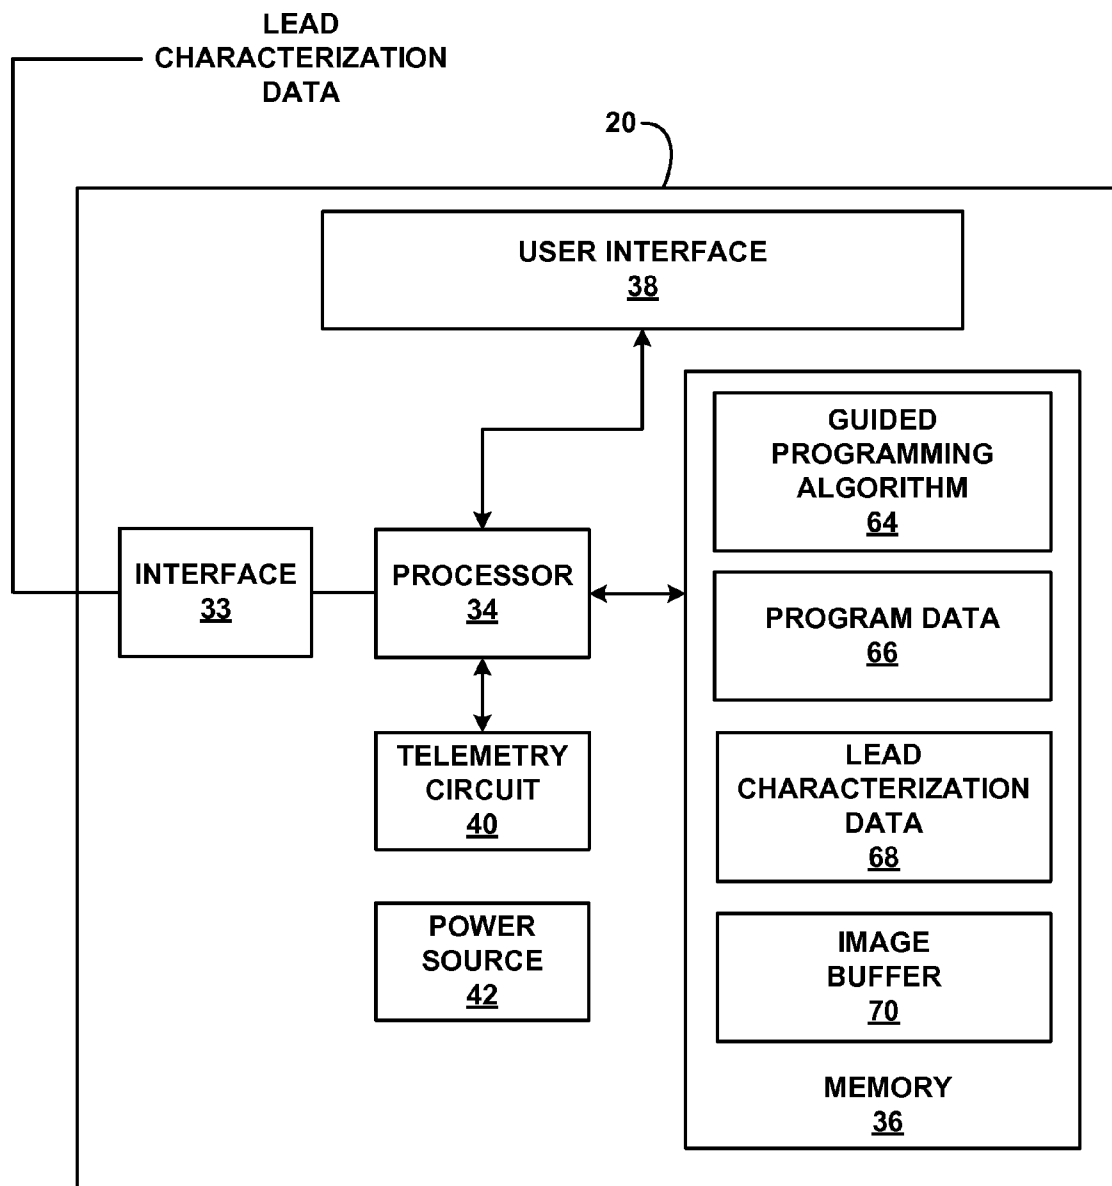 LEAD
CHARACTERIZATION
DATA
20
USER INTERFACE
38
GUIDED
PROGRAMMING
ALGORITHM
64
INTERFACE
33
PROCESSOR
34
PROGRAM DATA
66
TELEMETRY
CIRCUIT
40
LEAD
CHARACTERIZATION
DATA
68
POWER
SOURCE
42
IMAGE
BUFFER
70
MEMORY
36